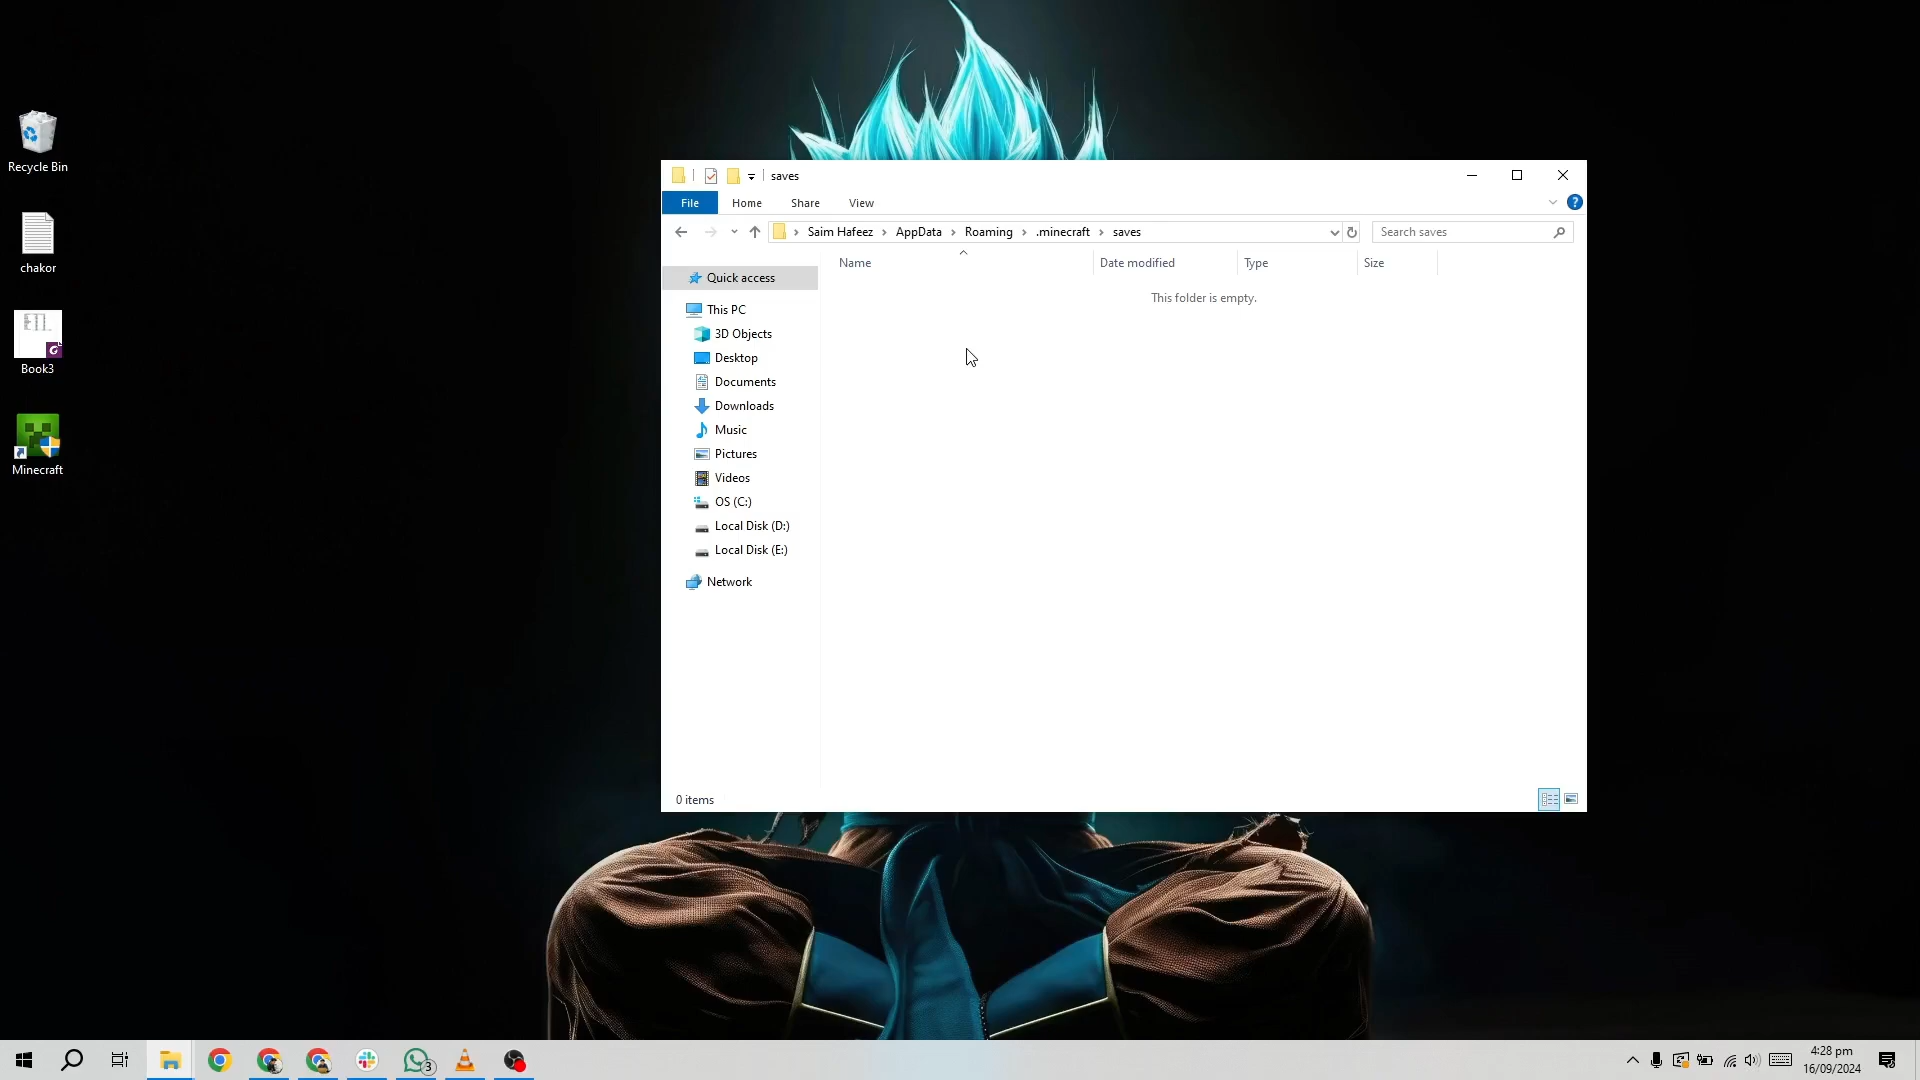 Recycle Bin
chakor
Book3
Minecraft
saves
File Home Share View
Saim Hafeez AppData Roaming .minecraft saves
Search saves
Name Date modified Type Size
This folder is empty.
Quick access
This PC
3D Objects
Desktop
Documents
Downloads
Music
Pictures
Videos
OS (C:)
Local Disk (D:)
Local Disk (E:)
Network
0 items
3
4:28 pm
16/09/2024